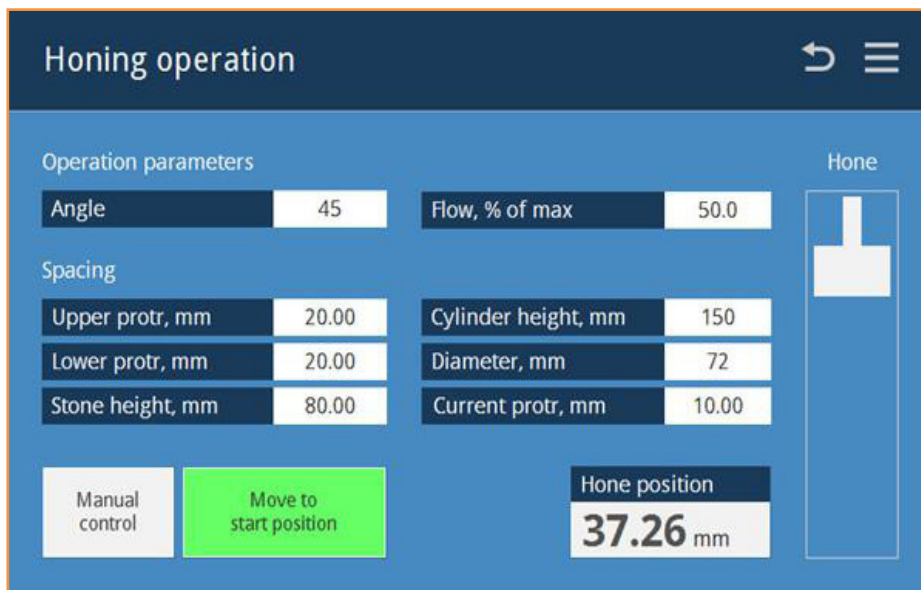 Honing operation
Operation parameters
Hone
Angle 45
Flow, % of max 50.0
Spacing
Upper protr, mm 20.00
Cylinder height, mm 150
Lower protr, mm 20.00
Diameter, mm 72
Stone height, mm 80.00
Current protr, mm 10.00
Manual
control
Move to
start position
Hone position
37.26 mm